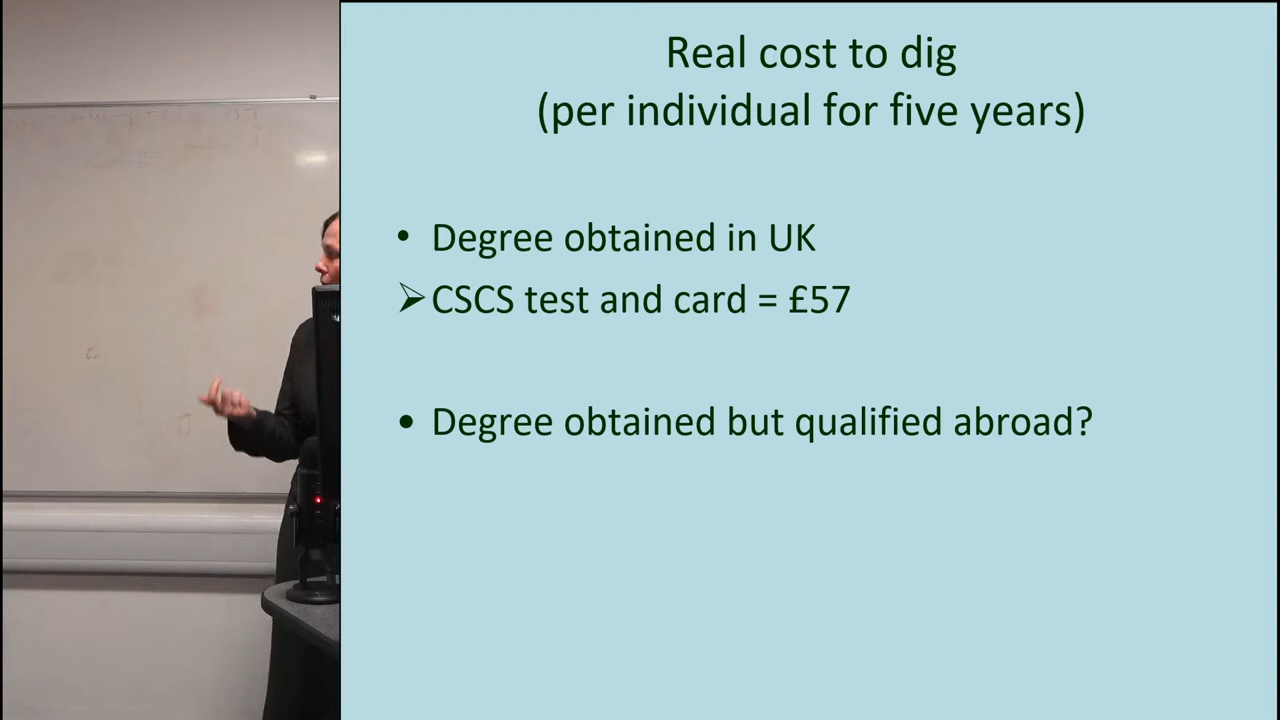 Real cost to dig
(per individual for five years)
• Degree obtained in UK
➢ CSCS test and card = £57
• Degree obtained but qualified abroad?